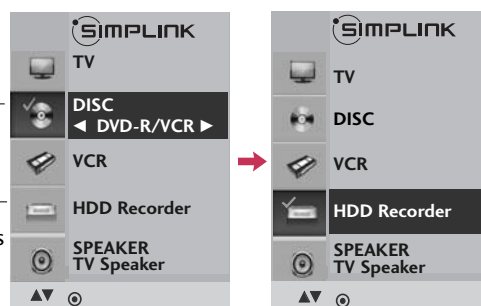 SIMPLINK
TV
DISC
◄ DVD-R/VCR ►
VCR
HDD Recorder
SPEAKER
TV Speaker
▲▼ ◉
s
SIMPLINK
TV
DISC
VCR
HDD Recorder
SPEAKER
TV Speaker
▲▼ ◉